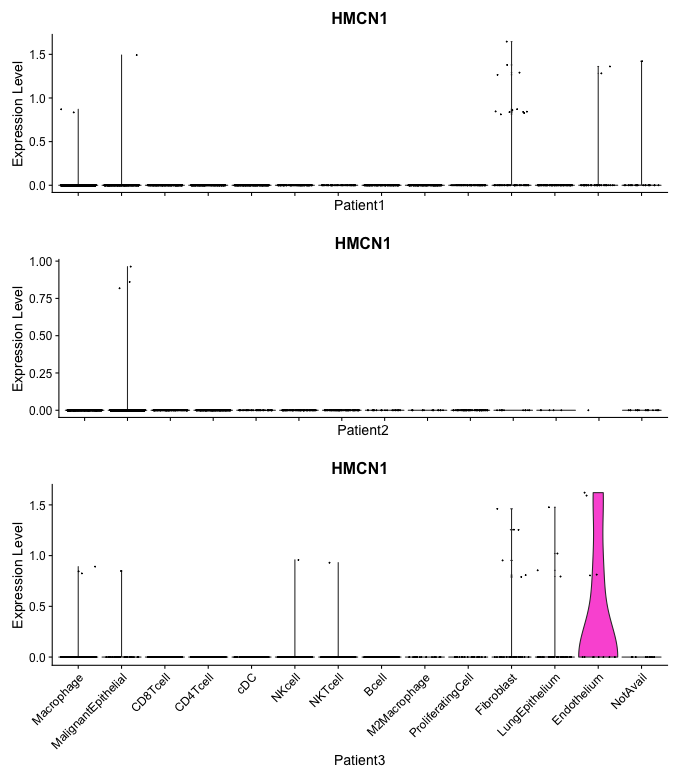 HMCN1
Expression Level
1.5
1.0
0.5
0.0
Patient1
HMCN1
Expression Level
1.00
0.75
0.50
0.25
0.00
Patient2
HMCN1
Expression Level
1.5
1.0
0.5
0.0
Macrophage
MalignantEpithelial
CD8Tcell
CD4Tcell
cDC
NKcell
NKTcell
Bcell
M2Macrophage
ProliferatingCell
Fibroblast
LungEpithelium
Endothelium
NotAvail
Patient3